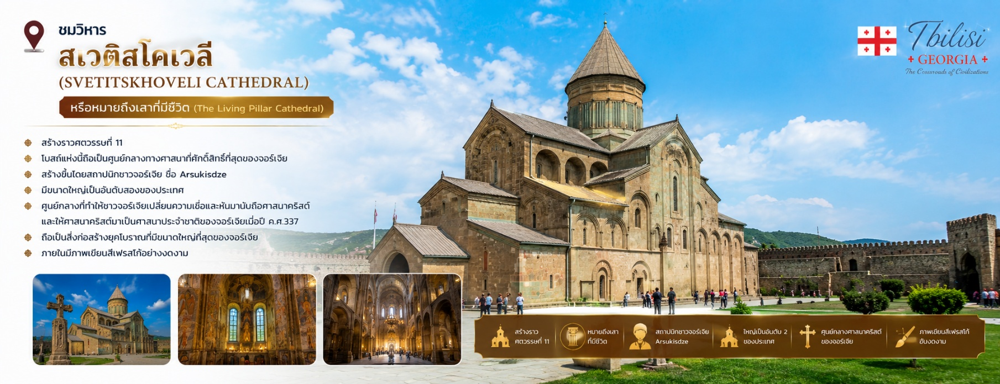 ชมวิหาร
สเวติสโคเวลี
(SVETITSKHOVELI CATHEDRAL)
หรือหมายถึงเสาที่มีชีวิต (The Living Pillar Cathedral)
สร้างราวศตวรรษที่ 11
โบสถ์แห่งนี้ถือเป็นศูนย์กลางทางศาสนาที่ศักดิ์สิทธิ์ที่สุดของจอร์เจีย
สร้างขึ้นโดยสถาปนิกชาวจอร์เจีย ชื่อ Arsukisdze
มีขนาดใหญ่เป็นอันดับสองของประเทศ
ศูนย์กลางที่ทำให้ชาวจอร์เจียเปลี่ยนความเชื่อและหันมานับถือศาสนาคริสต์
และให้ศาสนาคริสต์มาเป็นศาสนาประจำชาติของจอร์เจียเมื่อปี ค.ศ.337
ถือเป็นสิ่งก่อสร้างยุคโบราณที่มีขนาดใหญ่ที่สุดของจอร์เจีย
ภายในมีภาพเขียนสีเฟรสโก้อย่างงดงาม
Tbilisi
GEORGIA
The Crossroads of Civilizations
สร้างราว
ศตวรรษที่ 11
หมายถึงเสา
ที่มีชีวิต
สถาปนิกชาวจอร์เจีย
Arsukisdze
ใหญ่เป็นอันดับ 2
ของประเทศ
ศูนย์กลางศาสนาคริสต์
ของจอร์เจีย
ภาพเขียนสีเฟรสโก้
อันงดงาม